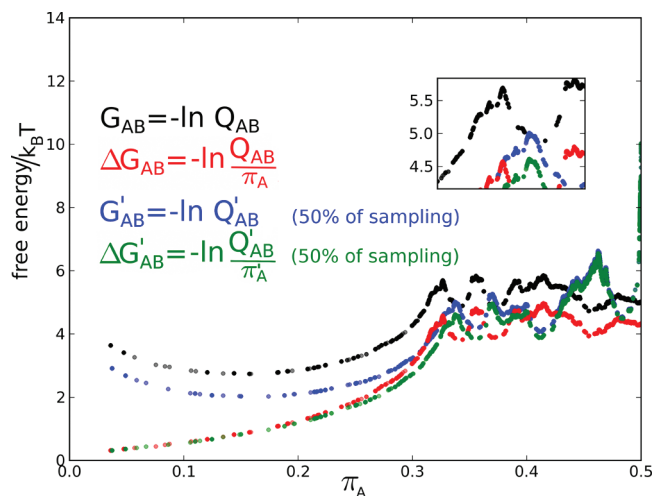 14
12
10
8
6
4
2
0
free energy/k_BT
G_AB=-ln Q_AB
ΔG_AB=-ln Q_AB/π_A
G'_AB=-ln Q'_AB (50% of sampling)
ΔG'_AB=-ln Q'_AB/π'_A (50% of sampling)
5.5
5.0
4.5
0.0 0.1 0.2 0.3 0.4 0.5
π_A